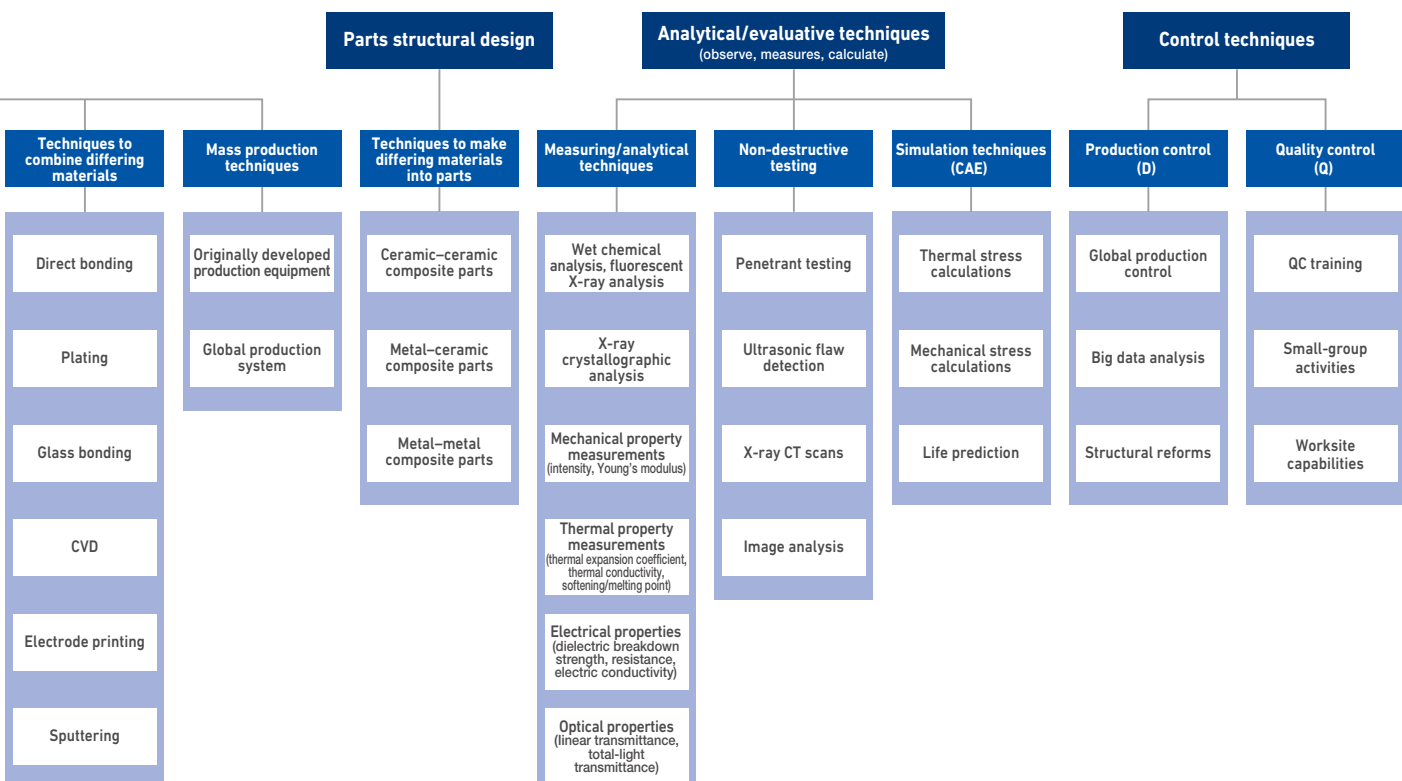 Parts structural design
Analytical/evaluative techniques
(observe, measures, calculate)
Control techniques
Techniques to
combine differing
materials
Mass production
techniques
Techniques to make
differing materials
into parts
Measuring/analytical
techniques
Non-destructive
testing
Simulation techniques
(CAE)
Production control
(D)
Quality control
(Q)
Direct bonding
Plating
Glass bonding
CVD
Electrode printing
Sputtering
Originally developed
production equipment
Global production
system
Ceramic–ceramic
composite parts
Metal–ceramic
composite parts
Metal–metal
composite parts
Wet chemical
analysis, fluorescent
X-ray analysis
X-ray
crystallographic
analysis
Mechanical property
measurements
(intensity, Young’s modulus)
Thermal property
measurements
(thermal expansion coefficient,
thermal conductivity,
softening/melting point)
Electrical properties
(dielectric breakdown
strength, resistance,
electric conductivity)
Optical properties
(linear transmittance,
total-light
transmittance)
Penetrant testing
Ultrasonic flaw
detection
X-ray CT scans
Image analysis
Thermal stress
calculations
Mechanical stress
calculations
Life prediction
Global production
control
Big data analysis
Structural reforms
QC training
Small-group
activities
Worksite
capabilities